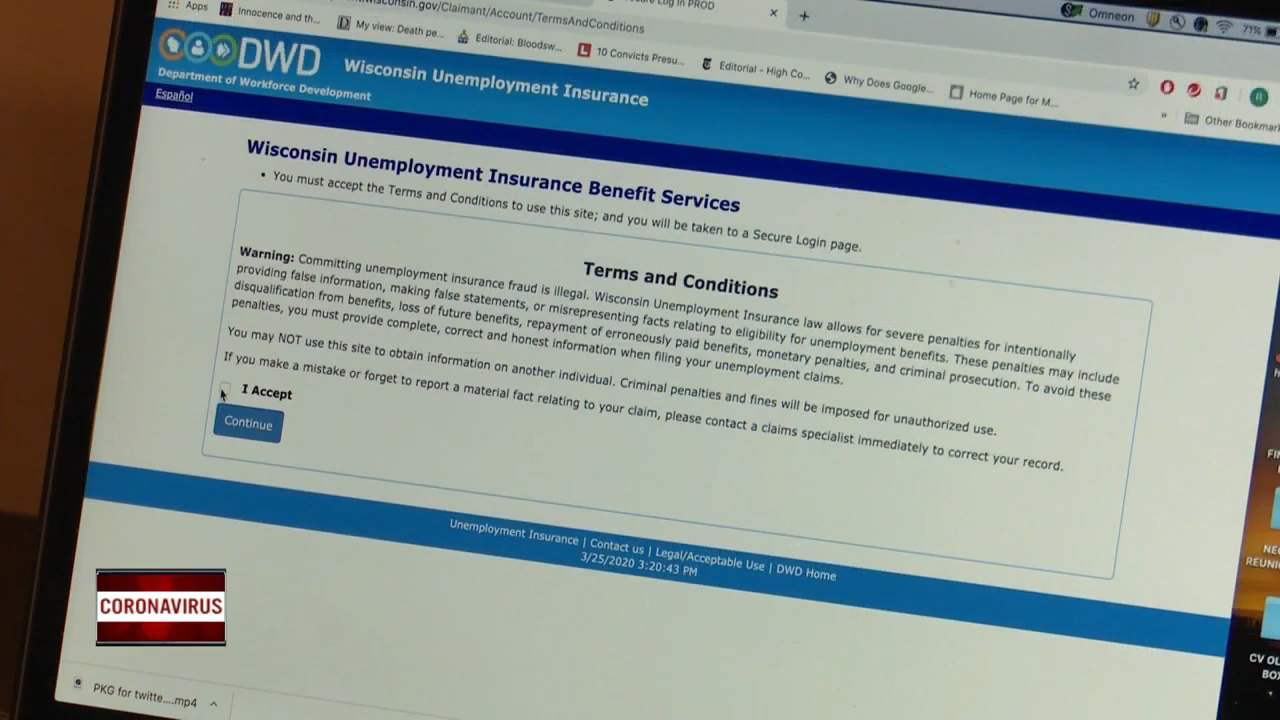 Log In PROD
Omneon
71%
wisconsin.gov/Claimant/Account/TermsAndConditions
Apps
Innocence and th...
My view: Death pe...
Editorial: Bloodsw...
10 Convicts Presu...
Editorial - High Co...
Why Does Google...
Home Page for M...
Other Bookmar
DWD
Department of Workforce Development
Wisconsin Unemployment Insurance
Español
Wisconsin Unemployment Insurance Benefit Services
• You must accept the Terms and Conditions to use this site; and you will be taken to a Secure Login page.
Terms and Conditions
Warning: Committing unemployment insurance fraud is illegal. Wisconsin Unemployment Insurance law allows for severe penalties for intentionally
providing false information, making false statements, or misrepresenting facts relating to eligibility for unemployment benefits. These penalties may include
disqualification from benefits, loss of future benefits, repayment of erroneously paid benefits, monetary penalties, and criminal prosecution. To avoid these
penalties, you must provide complete, correct and honest information when filing your unemployment claims.
You may NOT use this site to obtain information on another individual. Criminal penalties and fines will be imposed for unauthorized use.
If you make a mistake or forget to report a material fact relating to your claim, please contact a claims specialist immediately to correct your record.
I Accept
Continue
Unemployment Insurance | Contact us | Legal/Acceptable Use | DWD Home
3/25/2020 3:20:43 PM
CORONAVIRUS
PKG for twitte....mp4
REUNI
CV OL
BO